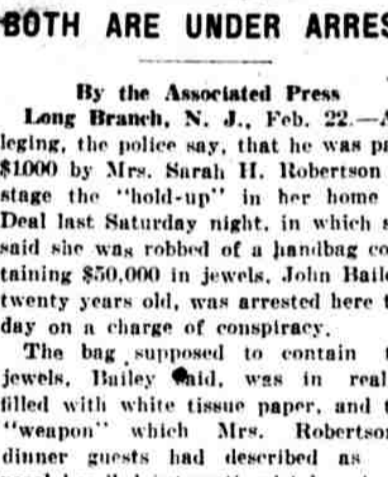 BOTH ARE UNDER ARRES
By the Associated Press
Long Branch, N. J., Feb. 22.—A
leging, the police say, that he was pa
$1000 by Mrs. Sarah H. Robertson
stage the "hold-up" in her home
Deal last Saturday night, in which s
said she was robbed of a handbag co
taining $50,000 in jewels, John Baile
twenty years old, was arrested here t
day on a charge of conspiracy.
The bag supposed to contain t
jewels, Bailey said, was in real
filled with white tissue paper, and t
"weapon" which Mrs. Robertson
dinner guests had described as